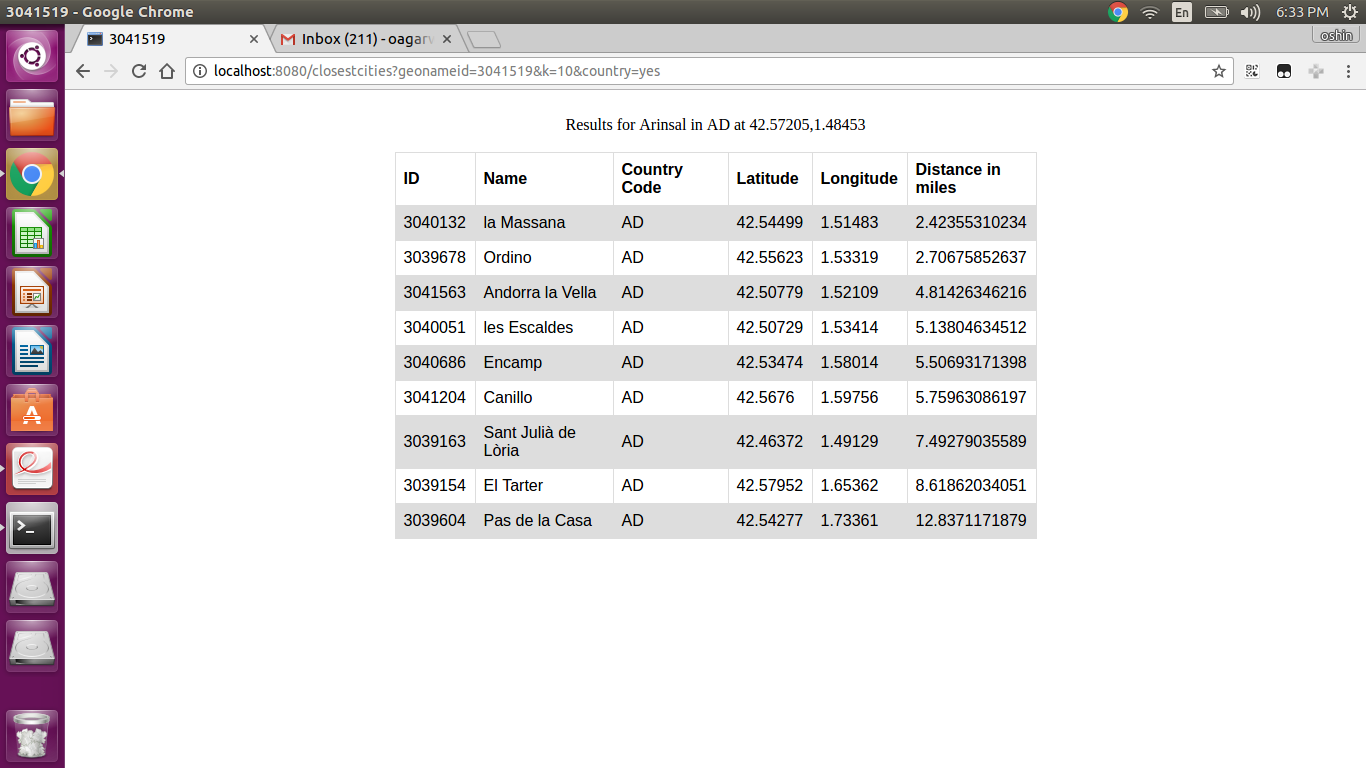 3041519 - Google Chrome
En
6:33 PM
3041519
Inbox (211) - oagarw
oshin
localhost:8080/closestcities?geonameid=3041519&k=10&country=yes
Results for Arinsal in AD at 42.57205,1.48453
ID Name Country Code Latitude Longitude Distance in miles
3040132 la Massana AD 42.54499 1.51483 2.42355310234
3039678 Ordino AD 42.55623 1.53319 2.70675852637
3041563 Andorra la Vella AD 42.50779 1.52109 4.81426346216
3040051 les Escaldes AD 42.50729 1.53414 5.13804634512
3040686 Encamp AD 42.53474 1.58014 5.50693171398
3041204 Canillo AD 42.5676 1.59756 5.75963086197
3039163 Sant Julià de Lòria AD 42.46372 1.49129 7.49279035589
3039154 El Tarter AD 42.57952 1.65362 8.61862034051
3039604 Pas de la Casa AD 42.54277 1.73361 12.8371171879